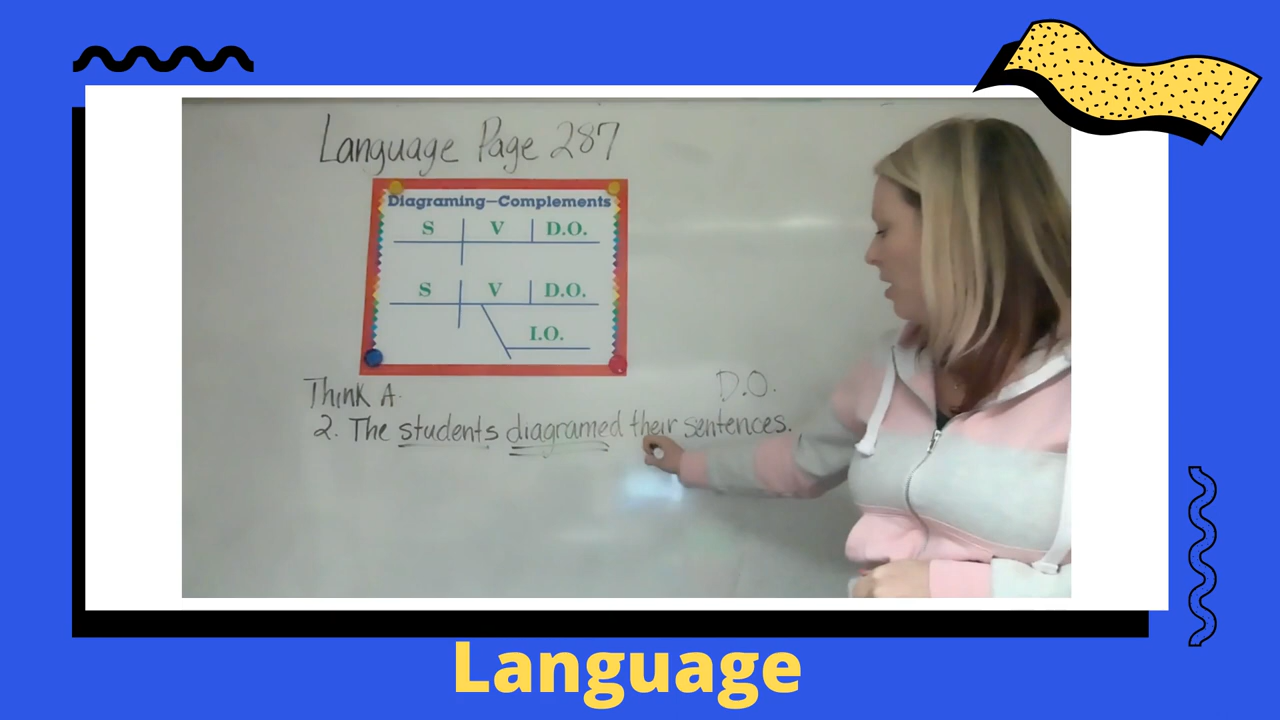 Language Page 287
Diagraming—Complements
S V D.O.
S V D.O.
I.O.
Think A.
D.O.
2. The students diagramed their sentences.
Language